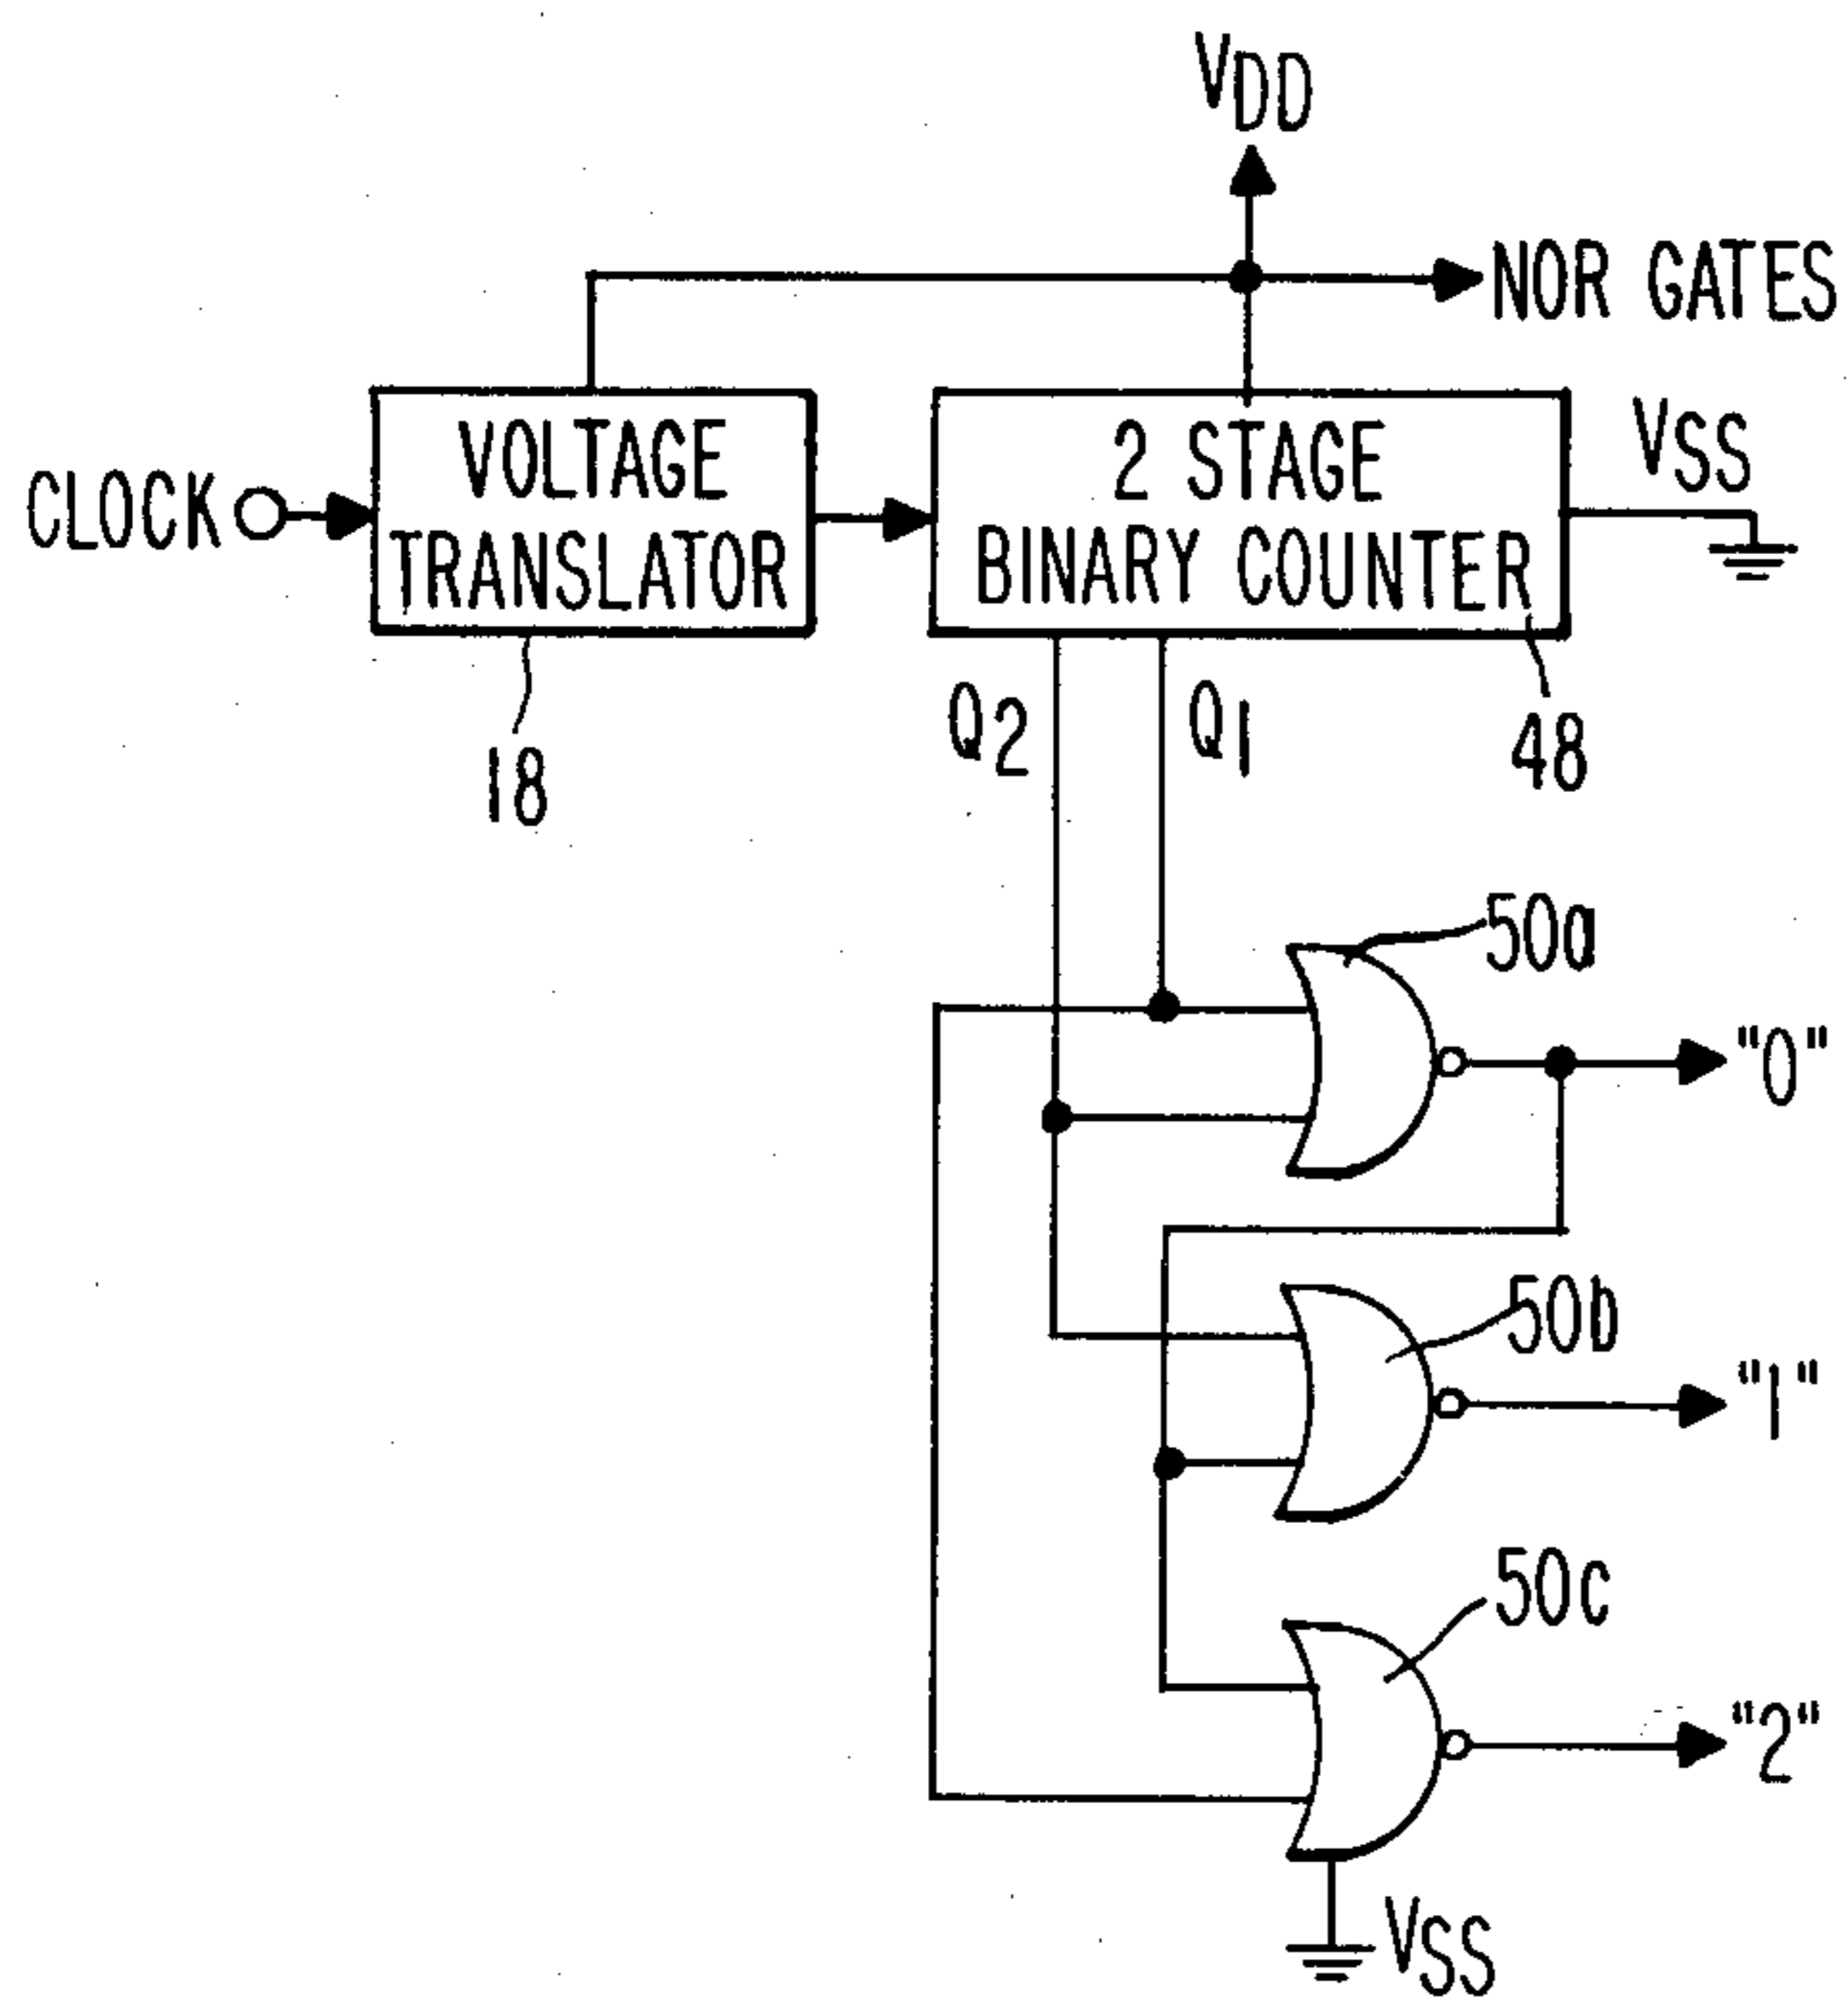 VDD
NOR GATES
CLOCK
VOLTAGE
TRANSLATOR
2 STAGE
BINARY COUNTER
VSS
18
Q2
Q1
48
50a
"0"
50b
"1"
50c
"2"
VSS